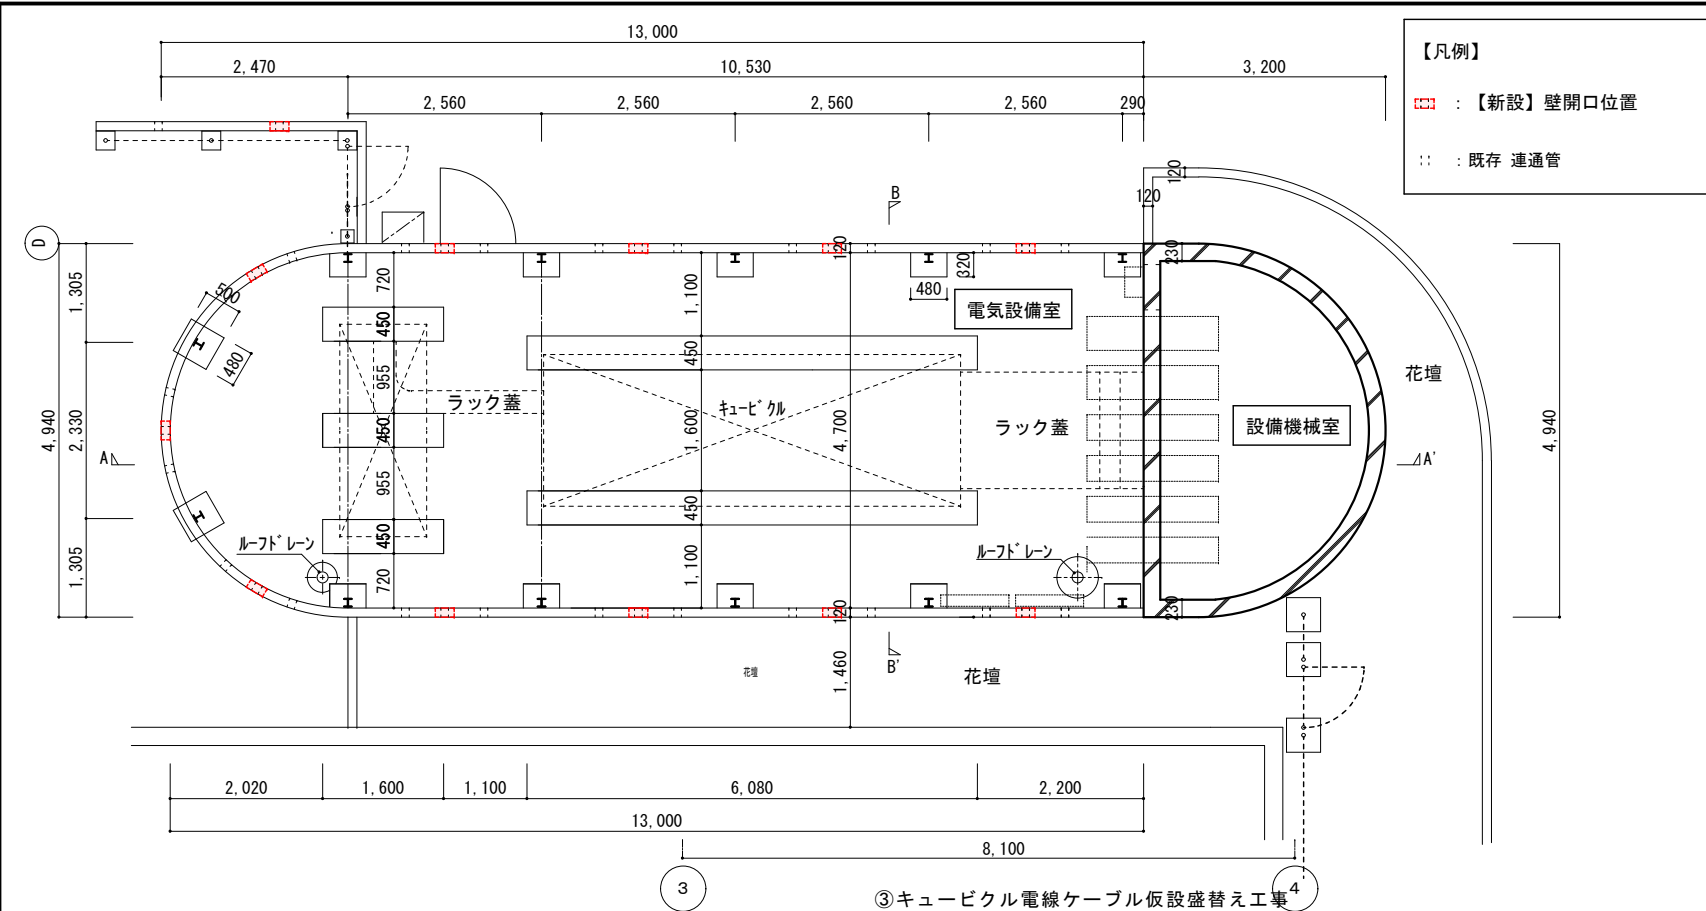 13,000
2,470
10,530
3,200
2,560
2,560
2,560
2,560
290
【凡例】
：【新設】壁開口位置
：既存 連通管
120
120
B
D
120
230
1,305
500
720
1,100
320
480
電気設備室
450
450
480
955
ラック蓋
キュービクル
花壇
4,940
2,330
450
1,600
4,700
ラック蓋
設備機械室
4,940
A
A'
955
450
450
ルーフドレーン
ルーフドレーン
1,305
720
1,100
120
230
B'
花壇
1,460
花壇
2,020
1,600
1,100
6,080
2,200
13,000
8,100
3
4
③キュービクル電線ケーブル仮設盛替え工事